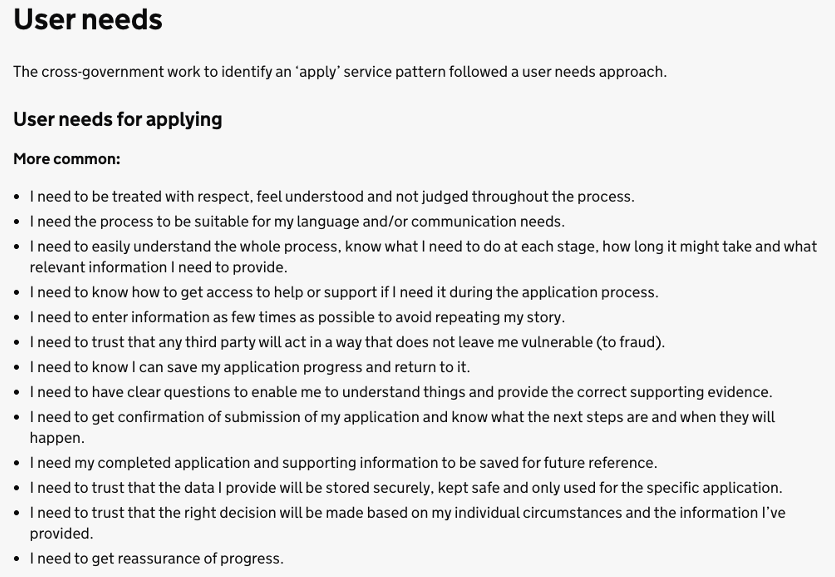 User needs
The cross-government work to identify an ‘apply’ service pattern followed a user needs approach.
User needs for applying
More common:
• I need to be treated with respect, feel understood and not judged throughout the process.
• I need the process to be suitable for my language and/or communication needs.
• I need to easily understand the whole process, know what I need to do at each stage, how long it might take and what
relevant information I need to provide.
• I need to know how to get access to help or support if I need it during the application process.
• I need to enter information as few times as possible to avoid repeating my story.
• I need to trust that any third party will act in a way that does not leave me vulnerable (to fraud).
• I need to know I can save my application progress and return to it.
• I need to have clear questions to enable me to understand things and provide the correct supporting evidence.
• I need to get confirmation of submission of my application and know what the next steps are and when they will
happen.
• I need my completed application and supporting information to be saved for future reference.
• I need to trust that the data I provide will be stored securely, kept safe and only used for the specific application.
• I need to trust that the right decision will be made based on my individual circumstances and the information I’ve
provided.
• I need to get reassurance of progress.